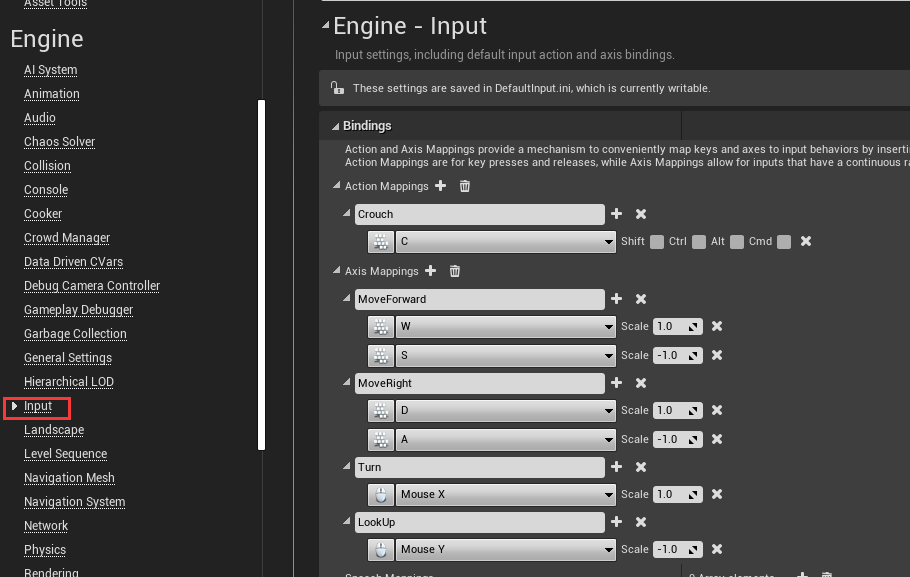 Asset Tools
Engine
AI System
Animation
Audio
Chaos Solver
Collision
Console
Cooker
Crowd Manager
Data Driven CVars
Debug Camera Controller
Gameplay Debugger
Garbage Collection
General Settings
Hierarchical LOD
Input
Landscape
Level Sequence
Navigation Mesh
Navigation System
Network
Physics
Rendering
Engine - Input
Input settings, including default input action and axis bindings.
These settings are saved in DefaultInput.ini, which is currently writable.
Bindings
Action and Axis Mappings provide a mechanism to conveniently map keys and axes to input behaviors by inserti
Action Mappings are for key presses and releases, while Axis Mappings allow for inputs that have a continuous ra
Action Mappings
Crouch
C Shift Ctrl Alt Cmd
Axis Mappings
MoveForward
W Scale 1.0
S Scale -1.0
MoveRight
D Scale 1.0
A Scale -1.0
Turn
Mouse X Scale 1.0
LookUp
Mouse Y Scale -1.0
Speech Mappings 0 Array elements